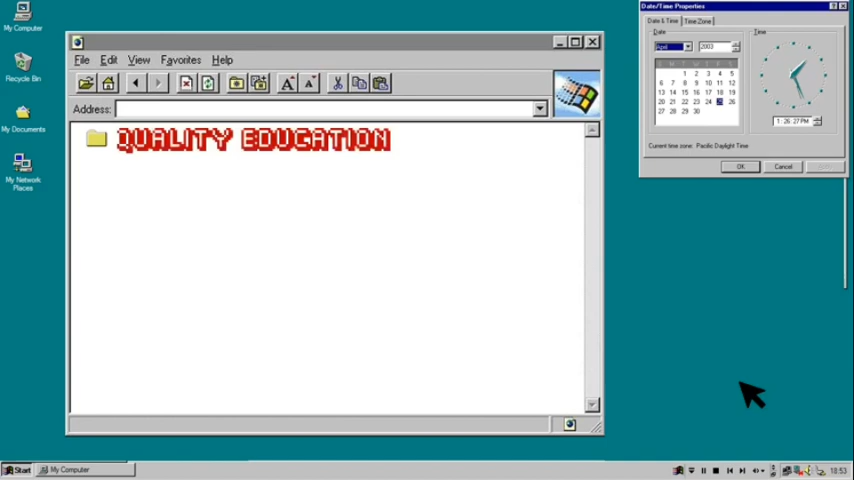 My Computer
Recycle Bin
My Documents
My Network
Places
File Edit View Favorites Help
Address:
QUALITY EDUCATION
Date/Time Properties
Date & Time Time Zone
Date
Time
April 2003
1 2 3 4 5
6 7 8 9 10 11 12
13 14 15 16 17 18 19
20 21 22 23 24 25 26
27 28 29 30
1:26:27 PM
Current time zone: Pacific Daylight Time
OK Cancel
Start My Computer
18:53